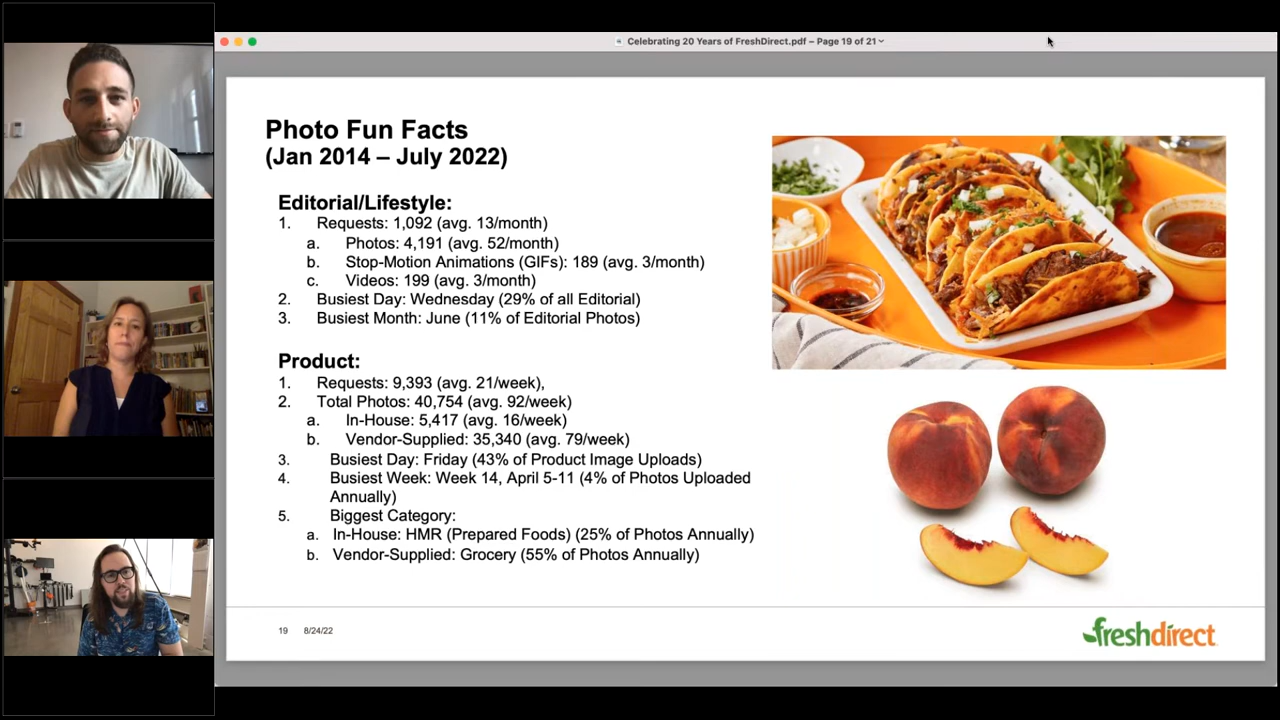 Celebrating 20 Years of FreshDirect.pdf – Page 19 of 21
Photo Fun Facts
(Jan 2014 – July 2022)
Editorial/Lifestyle:
1. Requests: 1,092 (avg. 13/month)
a. Photos: 4,191 (avg. 52/month)
b. Stop-Motion Animations (GIFs): 189 (avg. 3/month)
c. Videos: 199 (avg. 3/month)
2. Busiest Day: Wednesday (29% of all Editorial)
3. Busiest Month: June (11% of Editorial Photos)
Product:
1. Requests: 9,393 (avg. 21/week),
2. Total Photos: 40,754 (avg. 92/week)
a. In-House: 5,417 (avg. 16/week)
b. Vendor-Supplied: 35,340 (avg. 79/week)
3. Busiest Day: Friday (43% of Product Image Uploads)
4. Busiest Week: Week 14, April 5-11 (4% of Photos Uploaded
Annually)
5. Biggest Category:
a. In-House: HMR (Prepared Foods) (25% of Photos Annually)
b. Vendor-Supplied: Grocery (55% of Photos Annually)
19 8/24/22
freshdirect